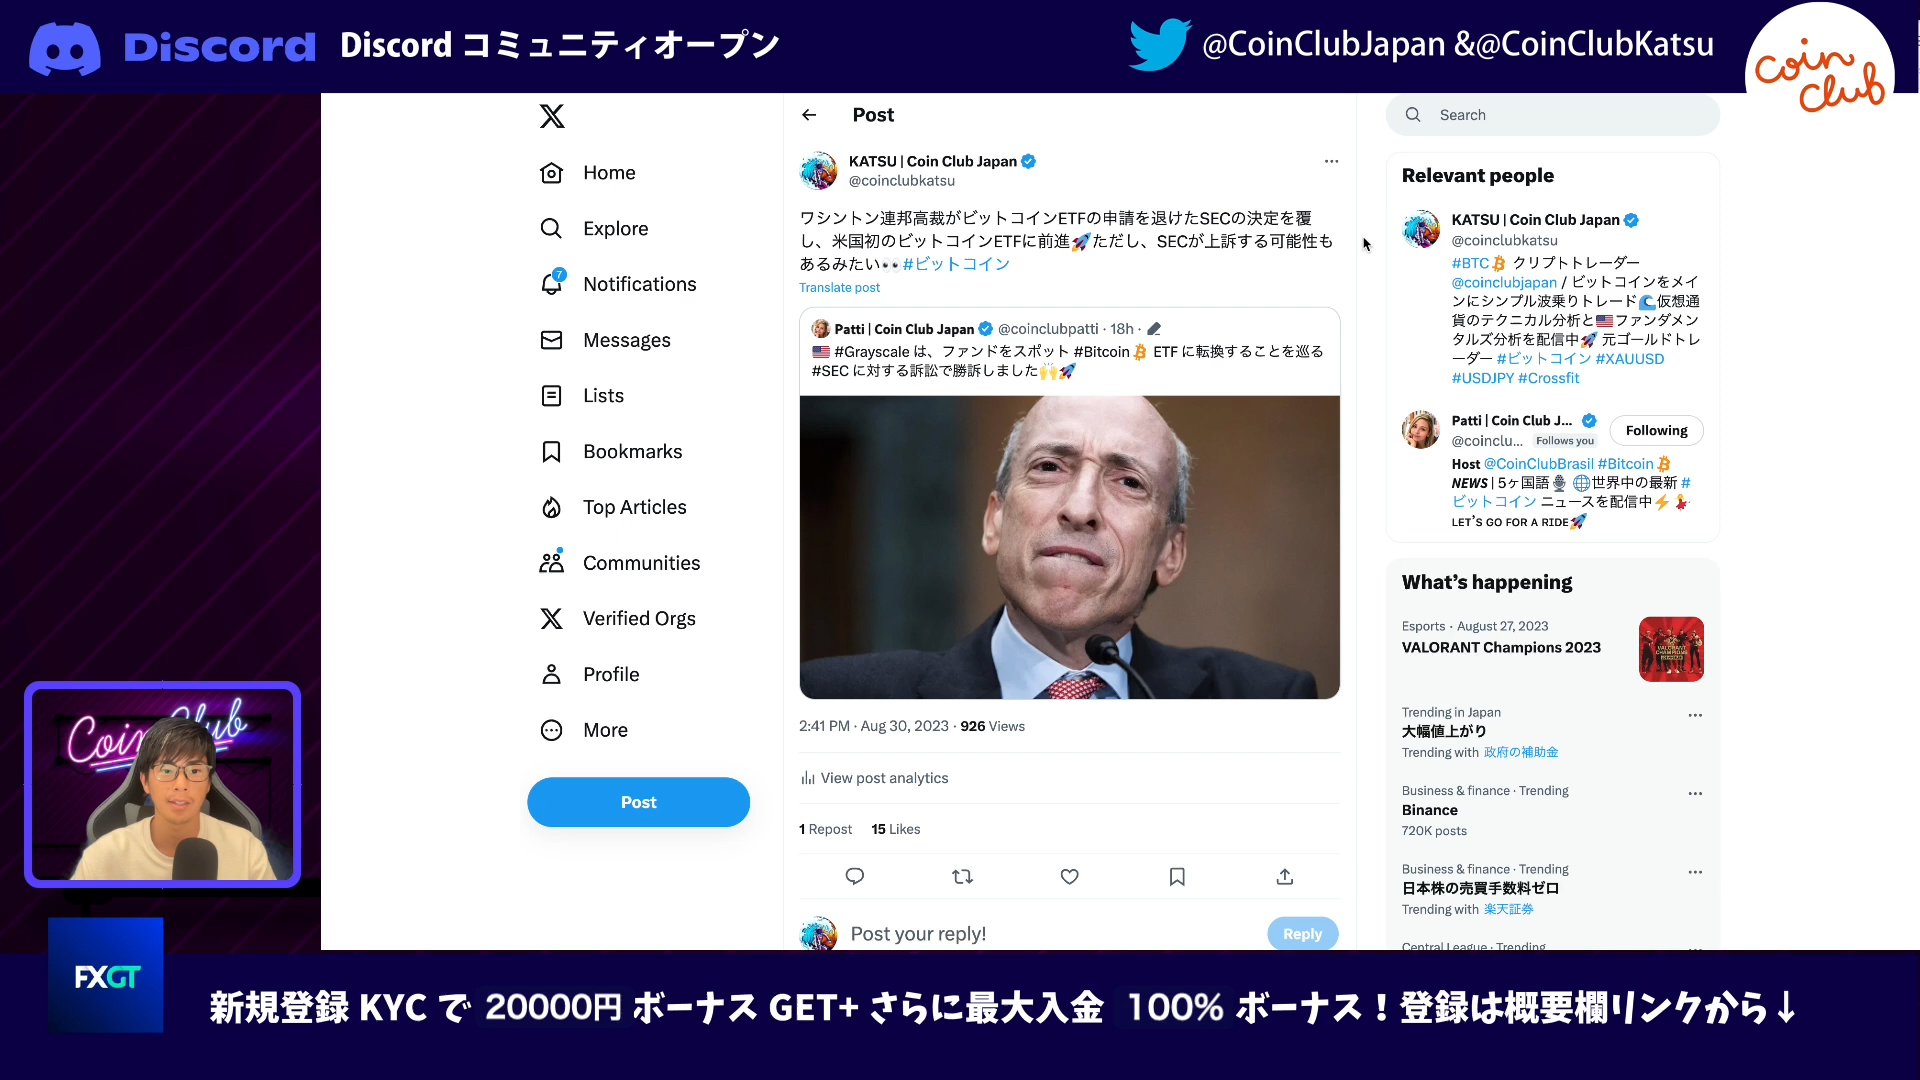 Discord
Discord コミュニティオープン
@CoinClubJapan &@CoinClubKatsu
coin club
Home
Explore
7
Notifications
Messages
Lists
Bookmarks
Top Articles
Communities
Verified Orgs
Profile
More
Post
Post
KATSU | Coin Club Japan
@coinclubkatsu
ワシントン連邦高裁がビットコインETFの申請を退けたSECの決定を覆
し、米国初のビットコインETFに前進🚀ただし、SECが上訴する可能性も
あるみたい👀#ビットコイン
Translate post
Patti | Coin Club Japan @coinclubpatti · 18h ·
🇺🇸 #Grayscale は、ファンドをスポット #Bitcoin ETF に転換することを巡る
#SEC に対する訴訟で勝訴しました🙌🚀
2:41 PM · Aug 30, 2023 · 926 Views
View post analytics
1 Repost 15 Likes
Post your reply!
Reply
Search
Relevant people
KATSU | Coin Club Japan
@coinclubkatsu
#BTC クリプトトレーダー
@coinclubjapan / ビットコインをメイ
ンにシンプル波乗りトレード🌊仮想通
貨のテクニカル分析と🇺🇸ファンダメン
タルズ分析を配信中🚀 元ゴールドトレ
ーダー #ビットコイン #XAUUSD
#USDJPY #Crossfit
Patti | Coin Club J...
@coinclu... Follows you
Following
Host @CoinClubBrasil #Bitcoin
NEWS | 5ヶ国語🎙️ 🌐世界中の最新 #
ビットコイン ニュースを配信中⚡💃
ʟᴇᴛ’ꜱ ɢᴏ ꜰᴏʀ ᴀ ʀɪᴅᴇ🚀
What’s happening
Esports · August 27, 2023
VALORANT Champions 2023
Trending in Japan
大幅値上がり
Trending with 政府の補助金
Business & finance · Trending
Binance
720K posts
Business & finance · Trending
日本株の売買手数料ゼロ
Trending with 楽天証券
Central League · Trending
Coin Club
FXGT
新規登録 KYC で 20000円 ボーナス GET+ さらに最大入金 100% ボーナス！登録は概要欄リンクから↓